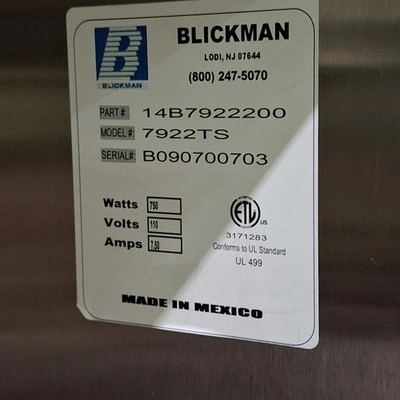 BLICKMAN
BLICKMAN
LODI, NJ 07644
(800) 247-5070
PART#: 14B7922200
MODEL#: 7922TS
SERIAL#: B090700703
Watts 750
Volts 110
Amps 7.50
ETL us
3171283
Conforms to UL Standard
UL 499
MADE IN MEXICO